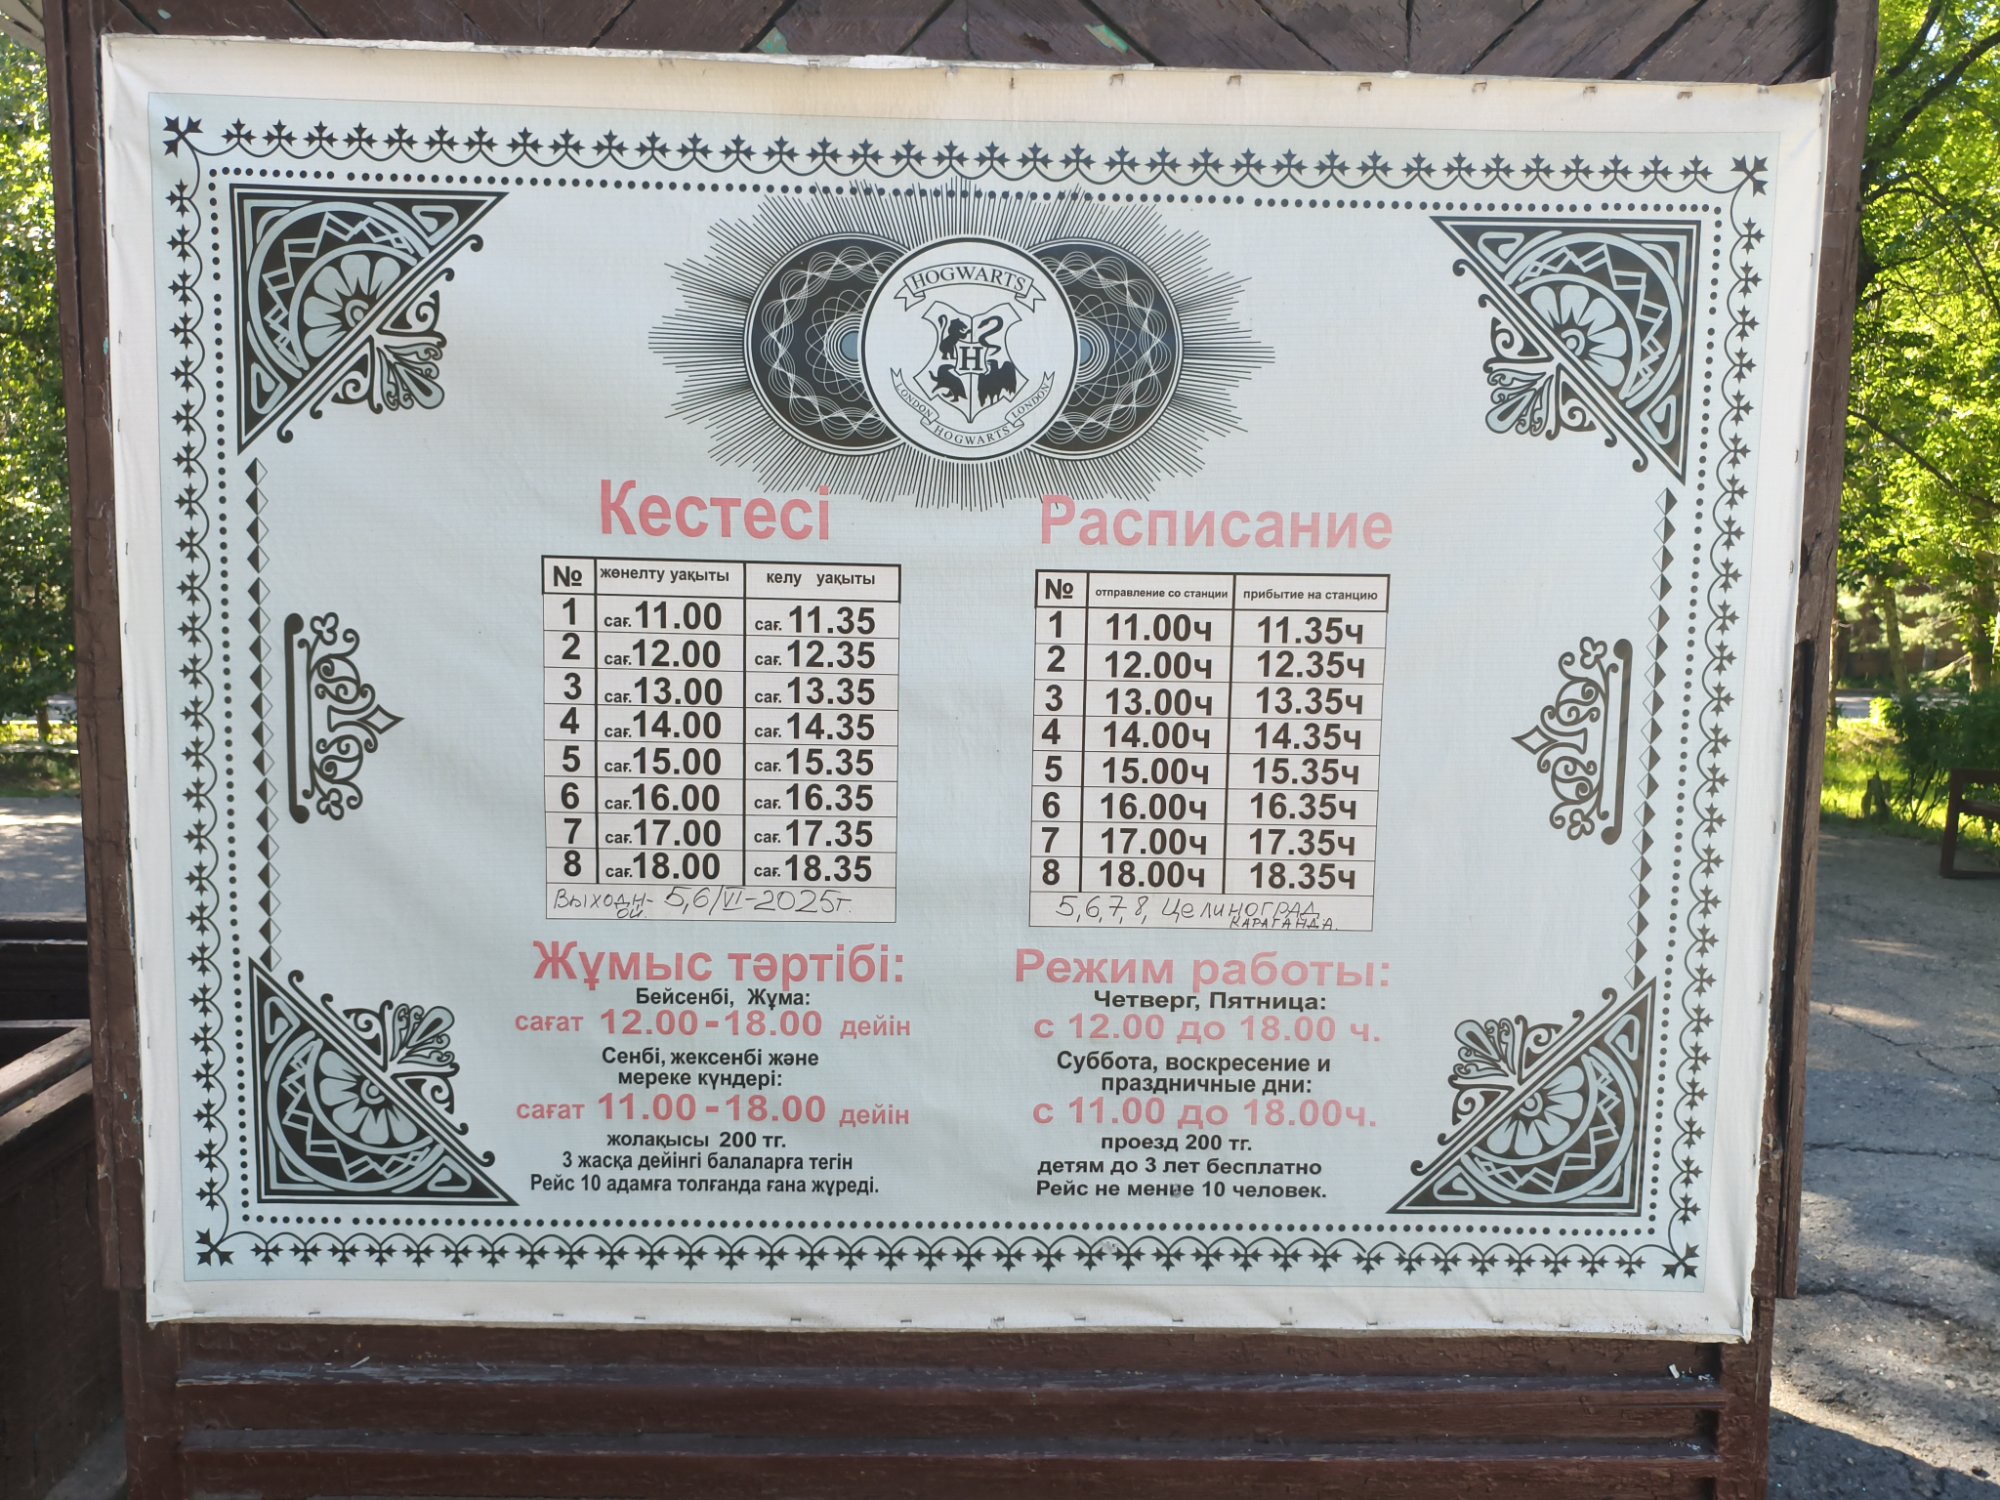 HOGWARTS
H
LONDON HOGWARTS LONDON
Кестесі
№ жөнелту уақыты келу уақыты
1 сағ.11.00 сағ.11.35
2 сағ.12.00 сағ.12.35
3 сағ.13.00 сағ.13.35
4 сағ.14.00 сағ.14.35
5 сағ.15.00 сағ.15.35
6 сағ.16.00 сағ.16.35
7 сағ.17.00 сағ.17.35
8 сағ.18.00 сағ.18.35
Выходн- 5,6/VI-2025г.
ой.
Жұмыс тәртібі:
Бейсенбі, Жұма:
сағат 12.00-18.00 дейін
Сенбі, жексенбі және
мереке күндері:
сағат 11.00-18.00 дейін
жолақысы 200 тг.
3 жасқа дейінгі балаларға тегін
Рейс 10 адамға толғанда ғана жүреді.
Расписание
№ отправление со станции прибытие на станцию
1 11.00ч 11.35ч
2 12.00ч 12.35ч
3 13.00ч 13.35ч
4 14.00ч 14.35ч
5 15.00ч 15.35ч
6 16.00ч 16.35ч
7 17.00ч 17.35ч
8 18.00ч 18.35ч
5,6,7,8, Целиноград
Караганда.
Режим работы:
Четверг, Пятница:
с 12.00 до 18.00 ч.
Суббота, воскресение и
праздничные дни:
с 11.00 до 18.00ч.
проезд 200 тг.
детям до 3 лет бесплатно
Рейс не менее 10 человек.